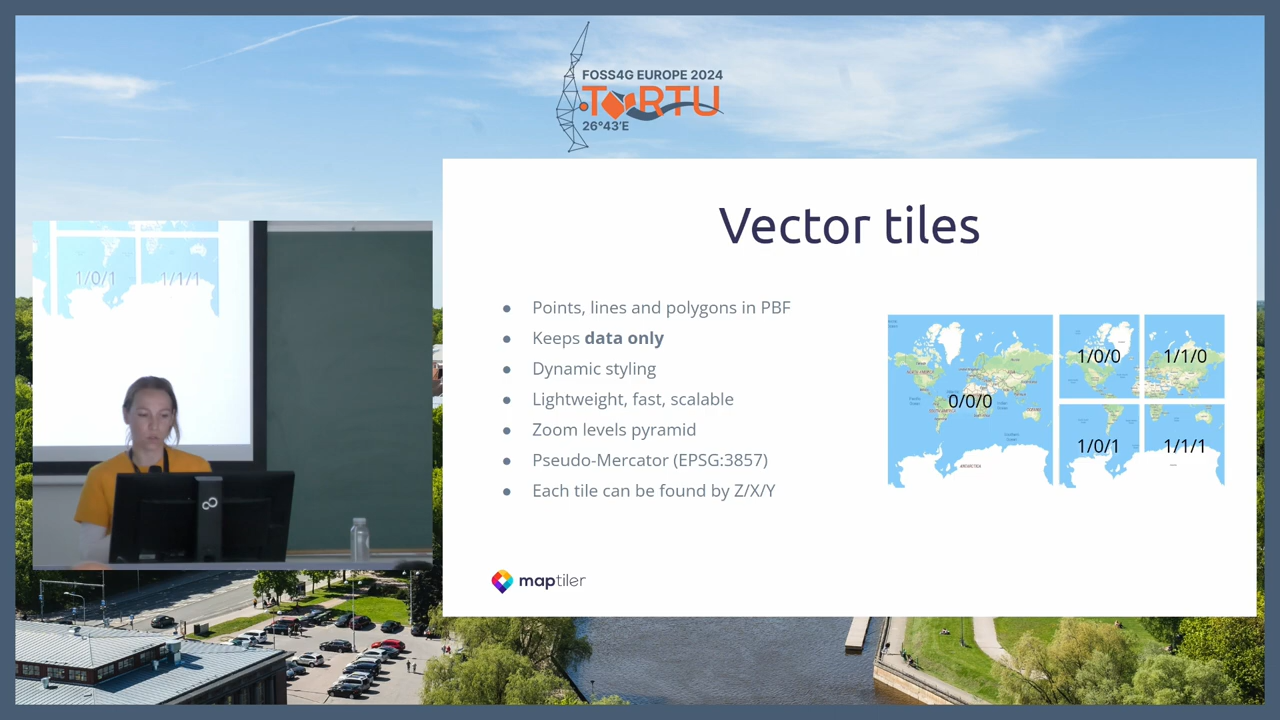 FOSS4G EUROPE 2024
TARTU
26°43'E
Vector tiles
● Points, lines and polygons in PBF
● Keeps data only
● Dynamic styling
● Lightweight, fast, scalable
● Zoom levels pyramid
● Pseudo-Mercator (EPSG:3857)
● Each tile can be found by Z/X/Y
0/0/0
1/0/0
1/1/0
1/0/1
1/1/1
maptiler
1/0/1
1/1/1